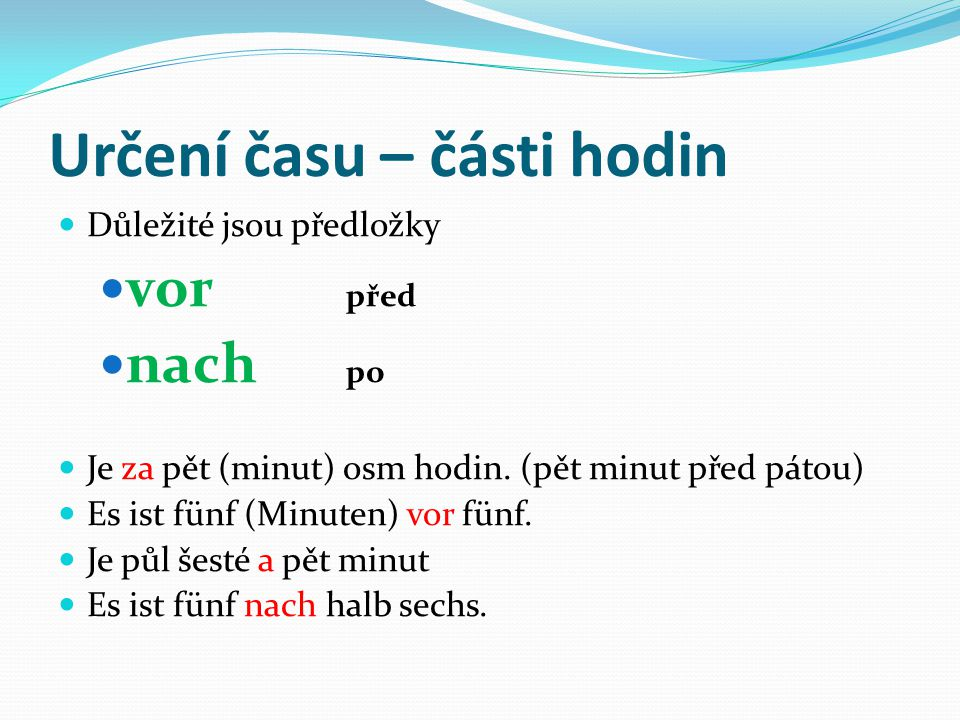 Určení času – části hodin
Důležité jsou předložky
vor před
nach po
Je za pět (minut) osm hodin. (pět minut před pátou)
Es ist fünf (Minuten) vor fünf.
Je půl šesté a pět minut
Es ist fünf nach halb sechs.